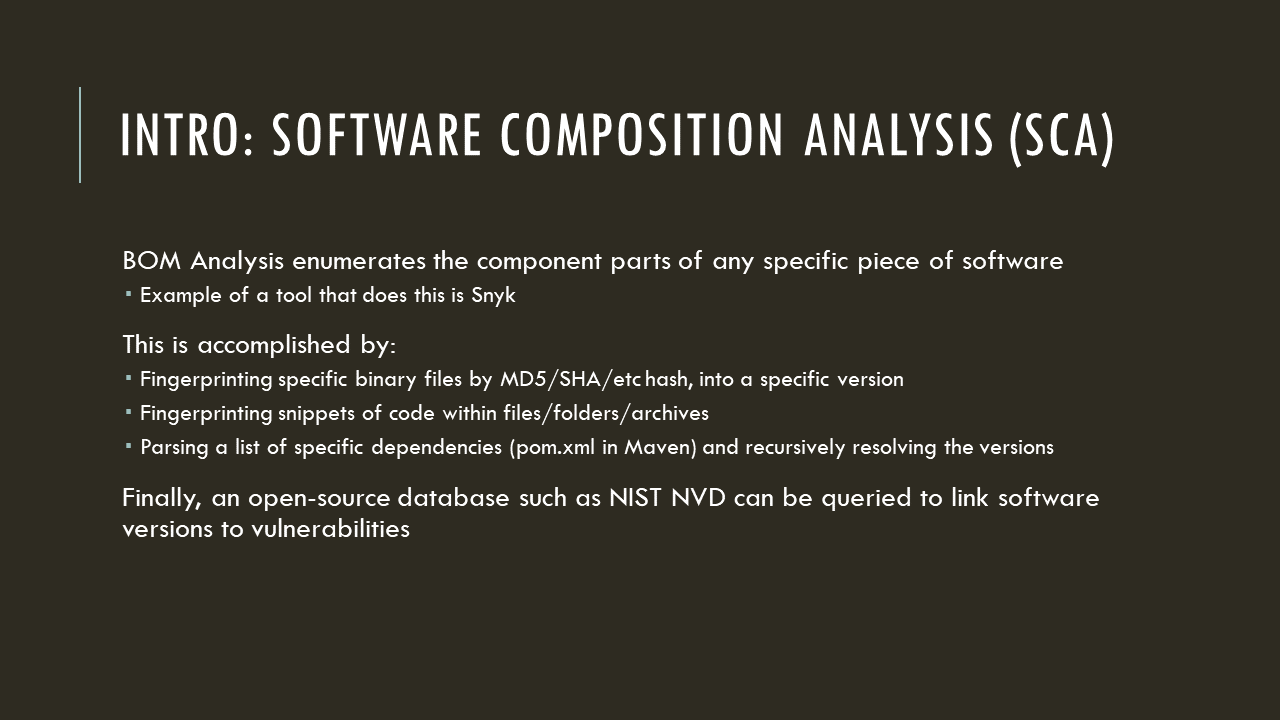 INTRO: SOFTWARE COMPOSITION ANALYSIS (SCA)
BOM Analysis enumerates the component parts of any specific piece of software
▪ Example of a tool that does this is Snyk
This is accomplished by:
▪ Fingerprinting specific binary files by MD5/SHA/etc hash, into a specific version
▪ Fingerprinting snippets of code within files/folders/archives
▪ Parsing a list of specific dependencies (pom.xml in Maven) and recursively resolving the versions
Finally, an open-source database such as NIST NVD can be queried to link software
versions to vulnerabilities